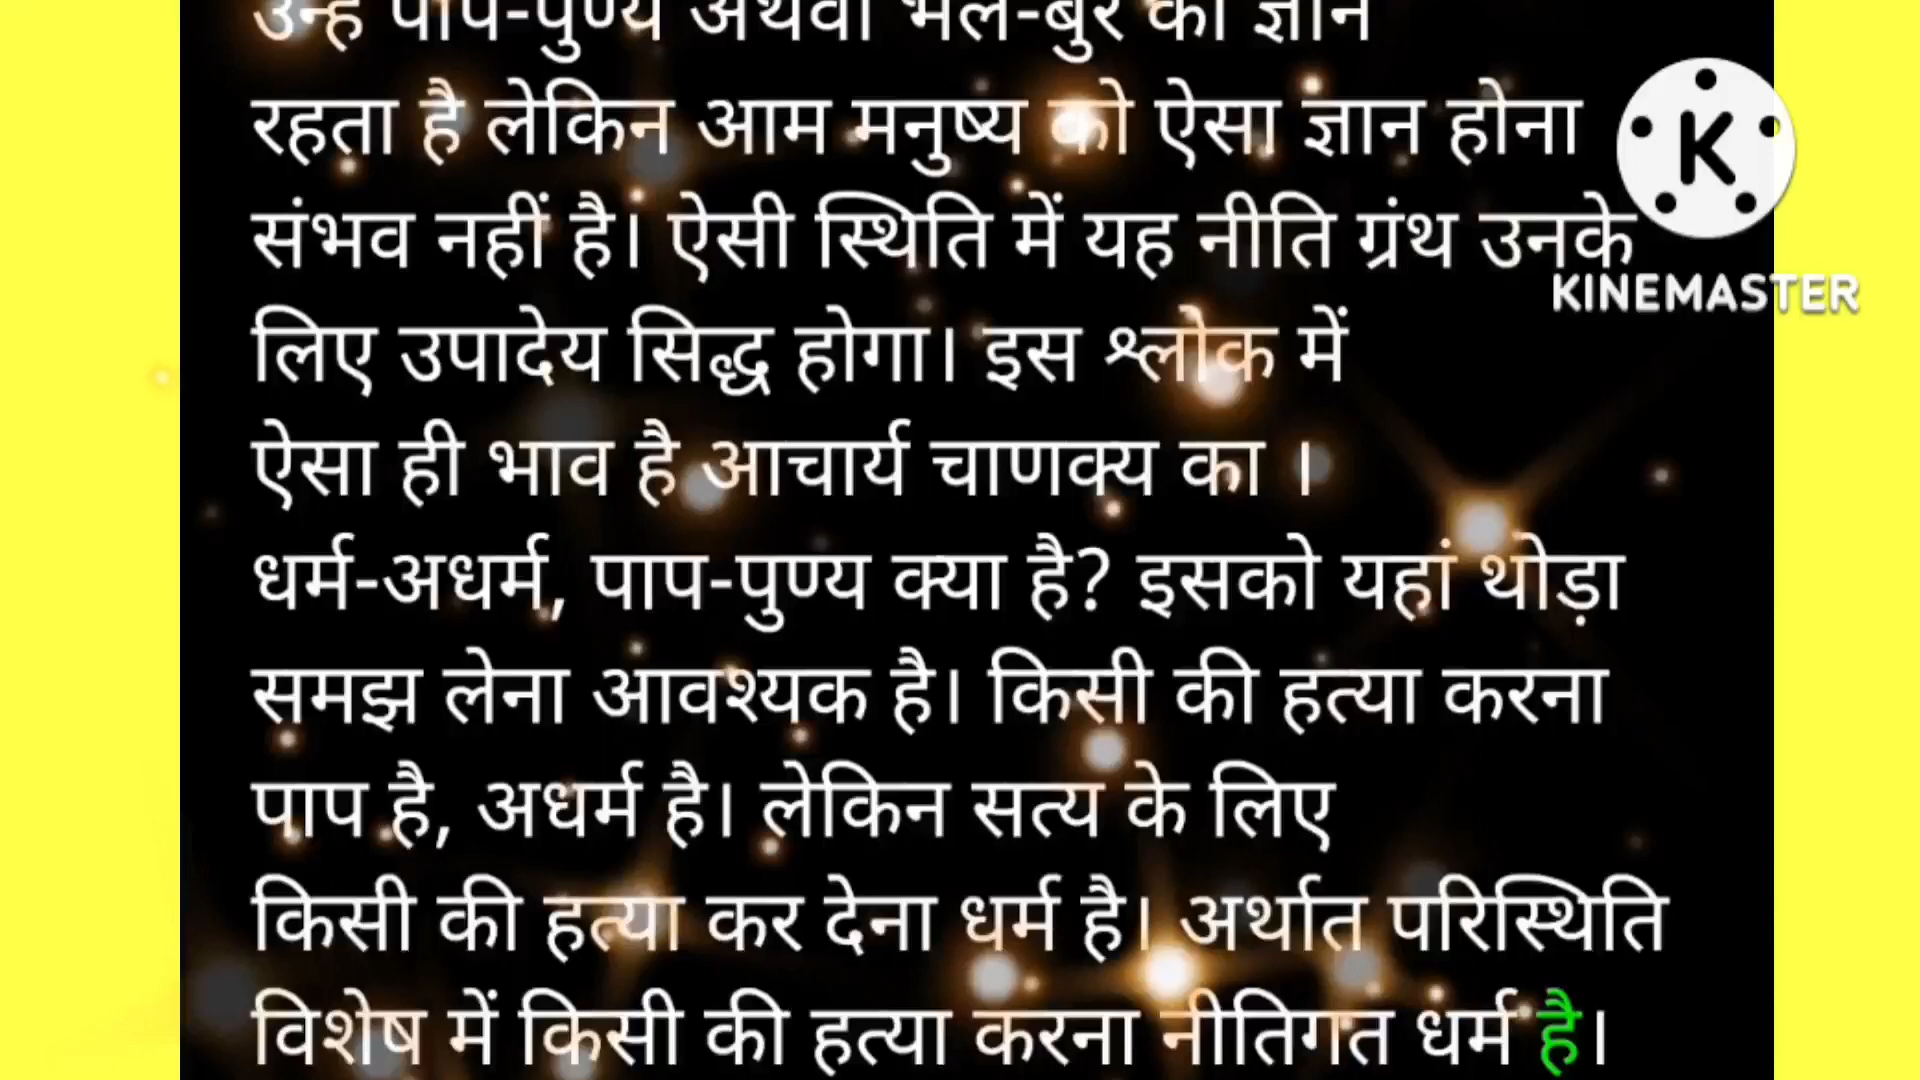 उन्हें पाप-पुण्य अथवा भले-बुरे का ज्ञान
रहता है लेकिन आम मनुष्य को ऐसा ज्ञान होना
संभव नहीं है। ऐसी स्थिति में यह नीति ग्रंथ उनके
लिए उपादेय सिद्ध होगा। इस श्लोक में
ऐसा ही भाव है आचार्य चाणक्य का ।
धर्म-अधर्म, पाप-पुण्य क्या है? इसको यहां थोड़ा
समझ लेना आवश्यक है। किसी की हत्या करना
पाप है, अधर्म है। लेकिन सत्य के लिए
किसी की हत्या कर देना धर्म है। अर्थात परिस्थिति
विशेष में किसी की हत्या करना नीतिगत धर्म है।
K
KINEMASTER